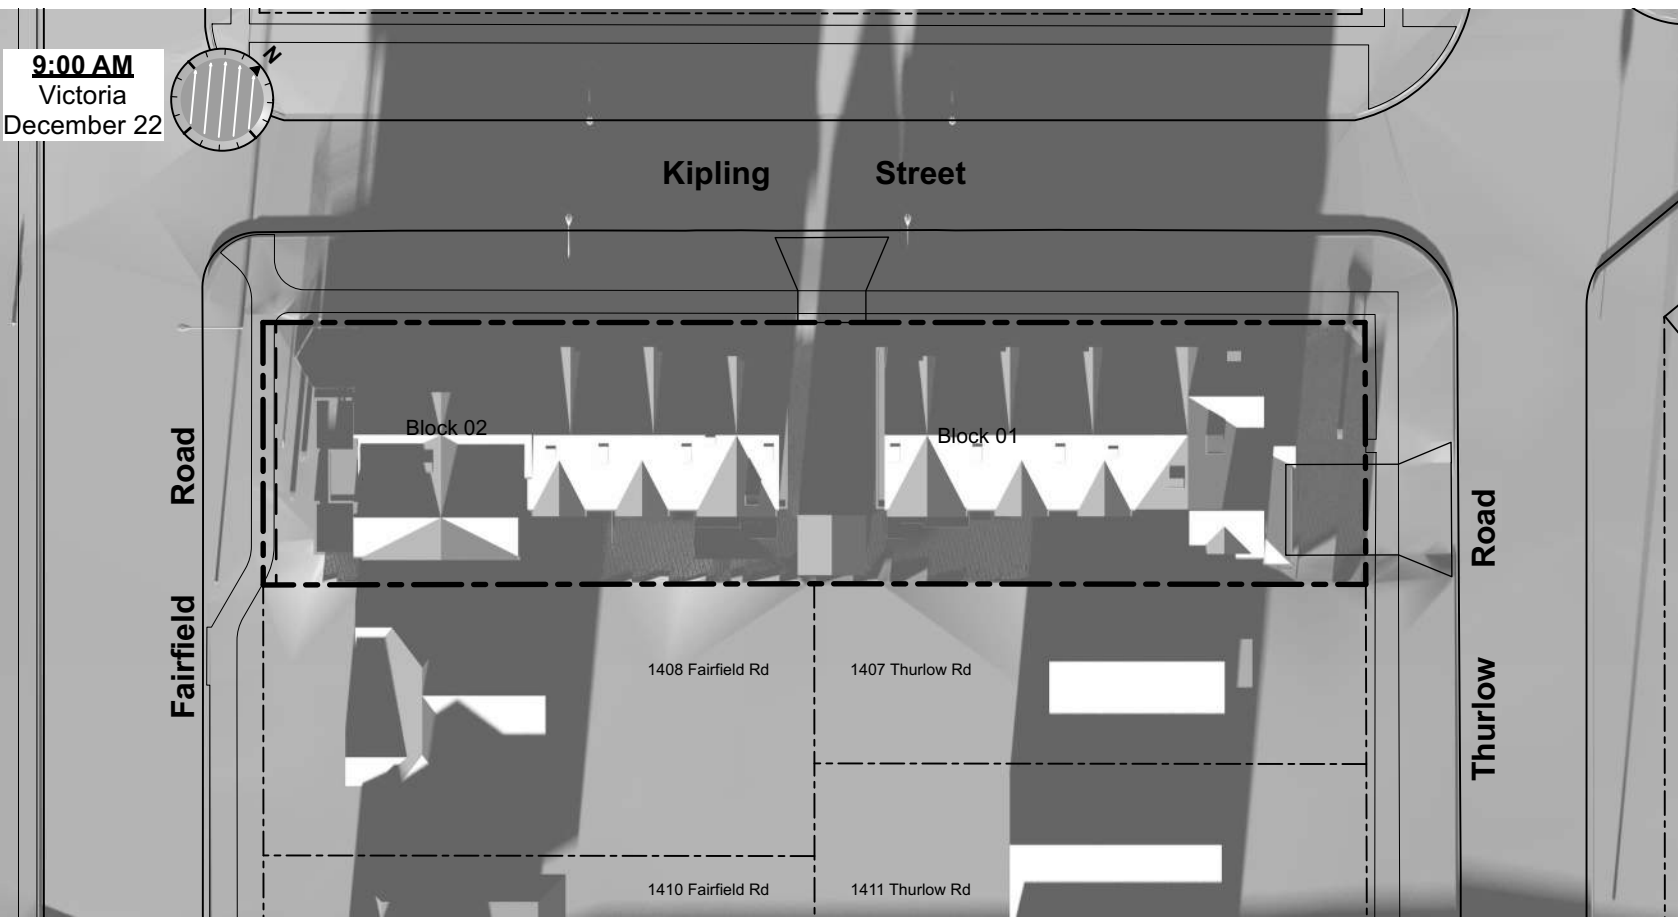 N
9:00 AM
Victoria
December 22
Kipling Street
Block 02
Block 01
Fairfield Road
Thurlow Road
1408 Fairfield Rd
1407 Thurlow Rd
1410 Fairfield Rd
1411 Thurlow Rd